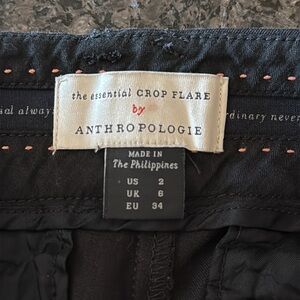 the essential CROP FLARE
by
ANTHROPOLOGIE
always
rdinary never
MADE IN
The Philippines
US 2
UK 6
EU 34